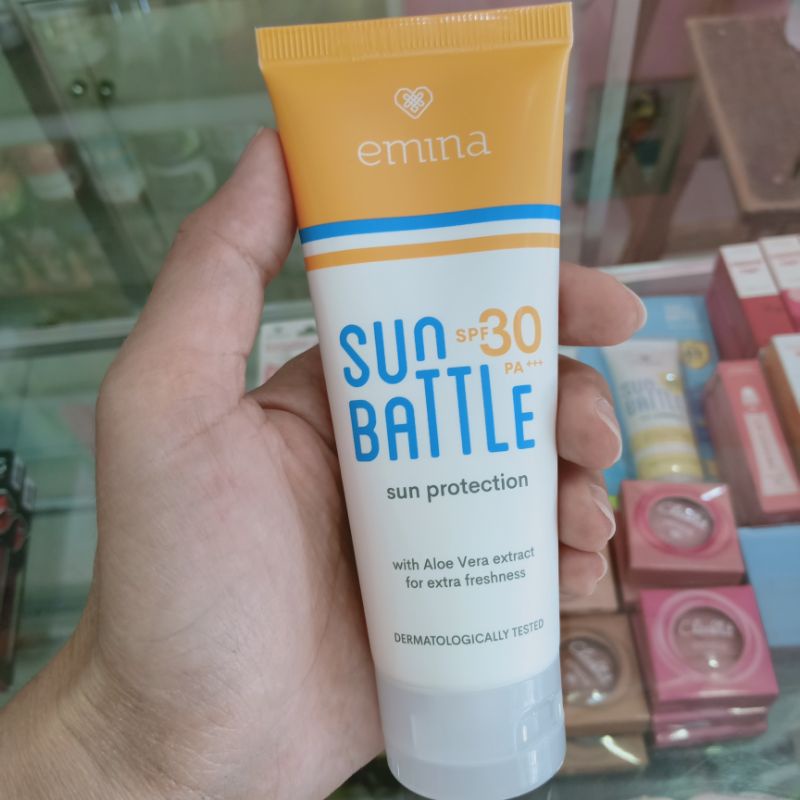 emina
SUN
SPF30
PA+++
BATTLE
sun protection
with Aloe Vera extract
for extra freshness
DERMATOLOGICALLY TESTED